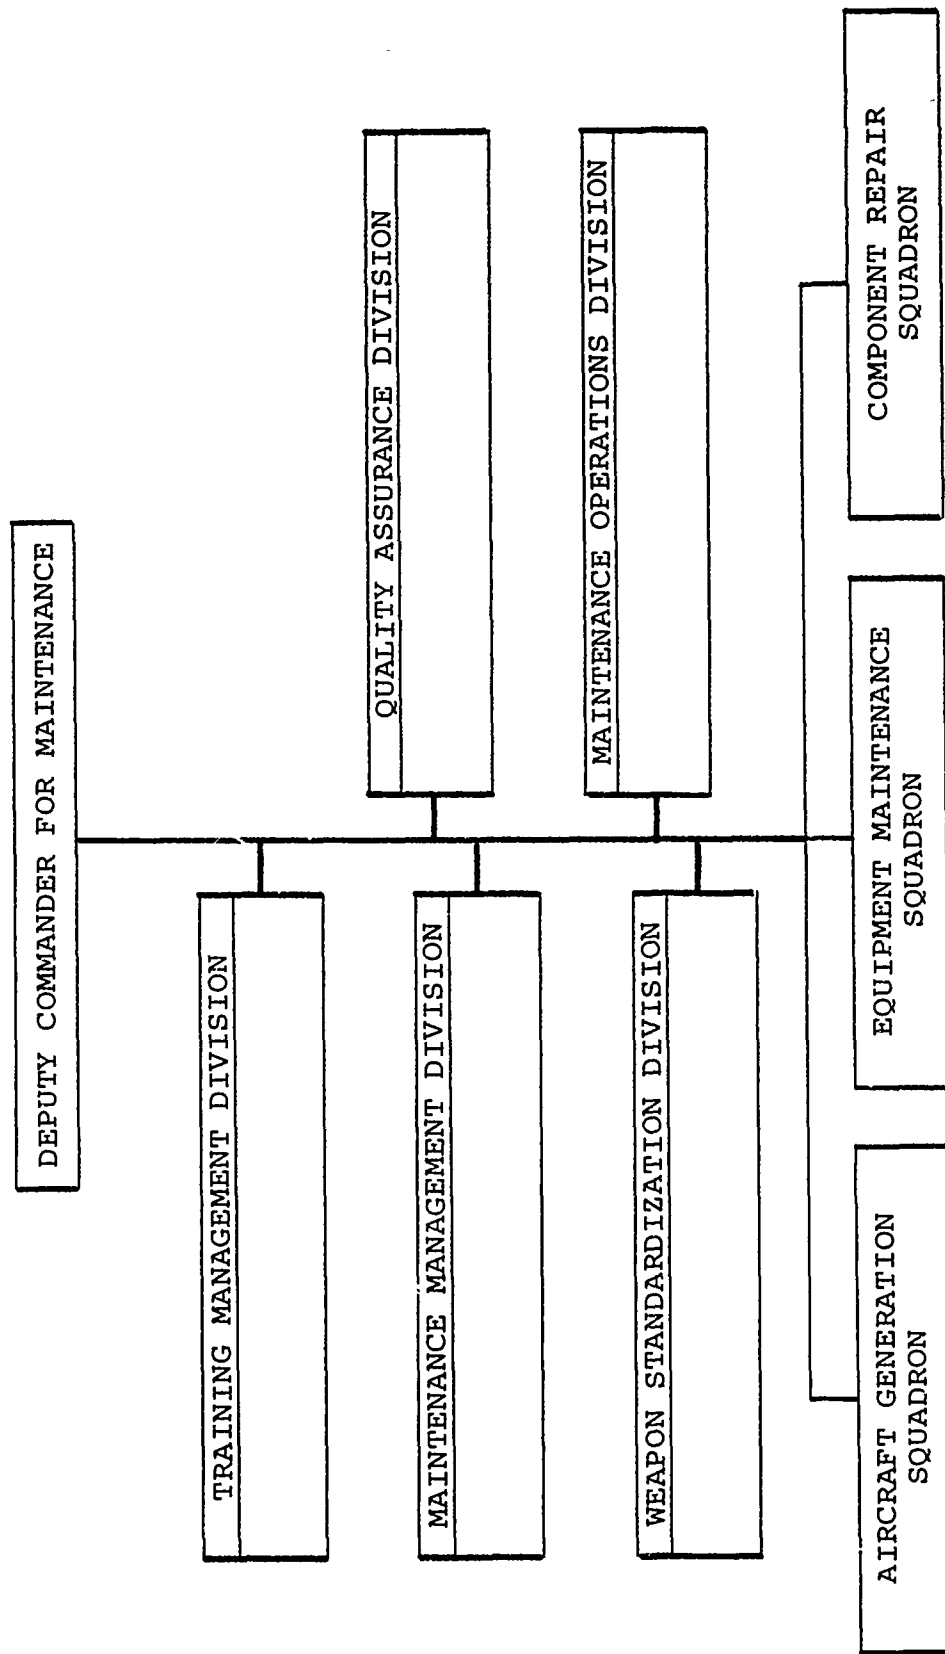 DEPUTY COMMANDER FOR MAINTENANCE
TRAINING MANAGEMENT DIVISION
QUALITY ASSURANCE DIVISION
MAINTENANCE MANAGEMENT DIVISION
MAINTENANCE OPERATIONS DIVISION
WEAPON STANDARDIZATION DIVISION
AIRCRAFT GENERATION
SQUADRON
EQUIPMENT MAINTENANCE
SQUADRON
COMPONENT REPAIR
SQUADRON